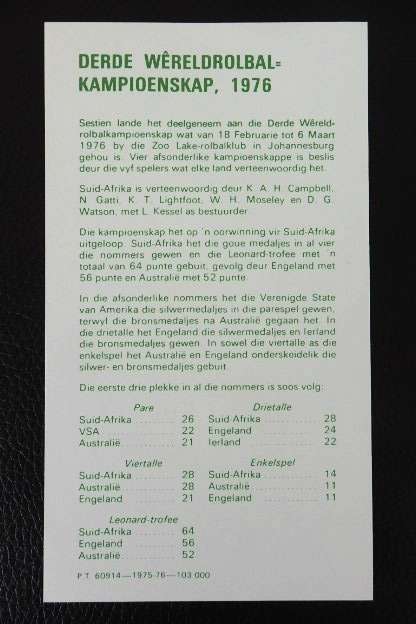 DERDE WÊRELDROLBAL=
KAMPIOENSKAP, 1976
Sestien lande het deelgeneem aan die Derde Wêreld-
rolbalkampioenskap wat van 18 Februarie tot 6 Maart
1976 by die Zoo Lake-rolbalklub in Johannesburg
gehou is. Vier afsonderlike kampioenskappe is beslis
deur die vyf spelers wat elke land verteenwoordig het.
Suid-Afrika is verteenwoordig deur K. A. H. Campbell,
N. Gatti, K. T. Lightfoot, W. H. Moseley en D. G.
Watson, met L. Kessel as bestuurder.
Die kampioenskap het op 'n oorwinning vir Suid-Afrika
uitgeloop. Suid-Afrika het die goue medaljes in al vier
die nommers gewen en die Leonard-trofee met 'n
totaal van 64 punte gebuit, gevolg deur Engeland met
56 punte en Australië met 52 punte.
In die afsonderlike nommers het die Verenigde State
van Amerika die silwermedaljes in die parespel gewen,
terwyl die bronsmedaljes na Australië gegaan het. In
die drietalle het Engeland die silwermedaljes en Ierland
die bronsmedaljes gewen. In sowel die viertalle as die
enkelspel het Australië en Engeland onderskeidelik die
silwer- en bronsmedaljes gebuit.
Die eerste drie plekke in al die nommers is soos volg:
Pare
Suid-Afrika .......... 26
VSA .......... 22
Australië .......... 21
Drietalle
Suid-Afrika .......... 28
Engeland .......... 24
Ierland .......... 22
Viertalle
Suid-Afrika .......... 28
Australië .......... 28
Engeland .......... 21
Enkelspel
Suid-Afrika .......... 14
Australië .......... 11
Engeland .......... 11
Leonard-trofee
Suid-Afrika .......... 64
Engeland .......... 56
Australië .......... 52
P.T. 60914—1975-76—103 000